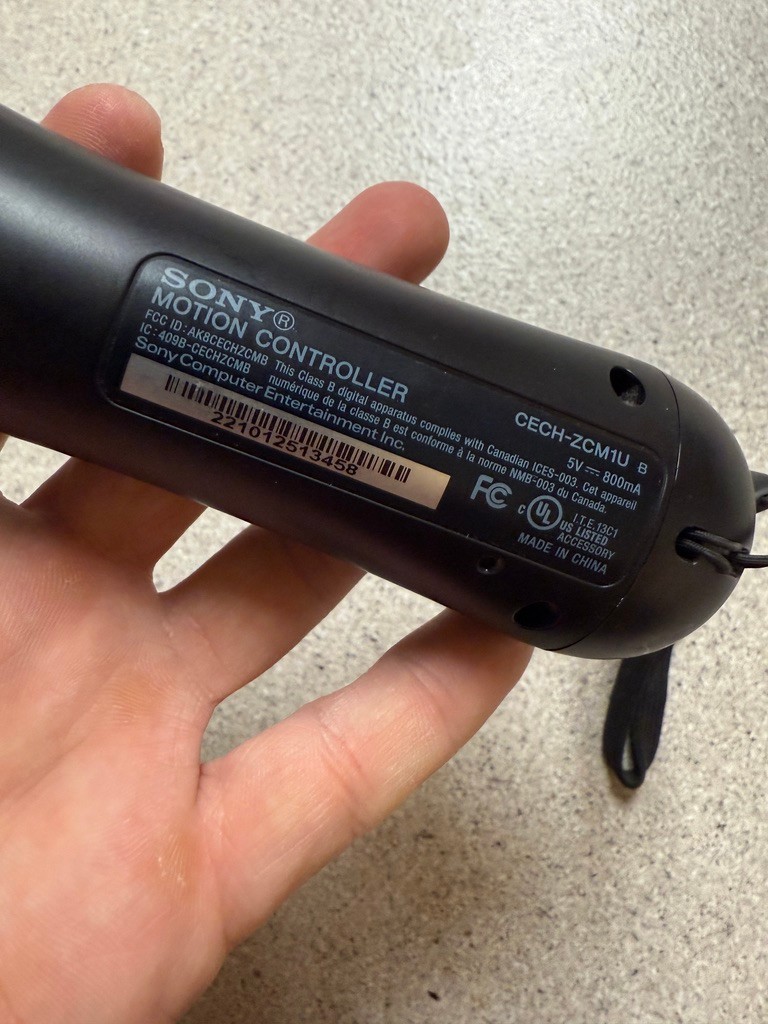 SONY®
MOTION CONTROLLER
FCC ID: AK8CECHZCMB
IC: 409B-CECHZCMB
This Class B digital apparatus complies with Canadian ICES-003. Cet appareil
numérique de la classe B est conforme à la norme NMB-003 du Canada.
Sony Computer Entertainment Inc.
221012513458
CECH-ZCM1U B
5V ⎓ 800mA
FC
c UL US LISTED
I.T.E. 13C1
ACCESSORY
MADE IN CHINA